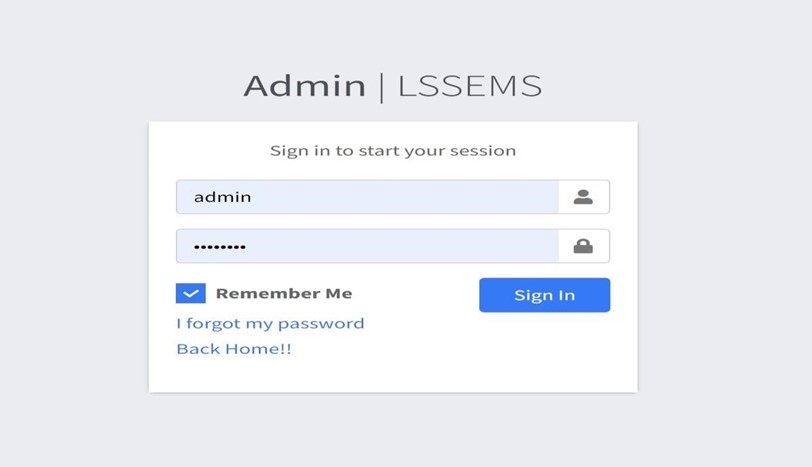 Admin | LSSEMS
Sign in to start your session
admin
••••••••
Remember Me
Sign In
I forgot my password
Back Home!!